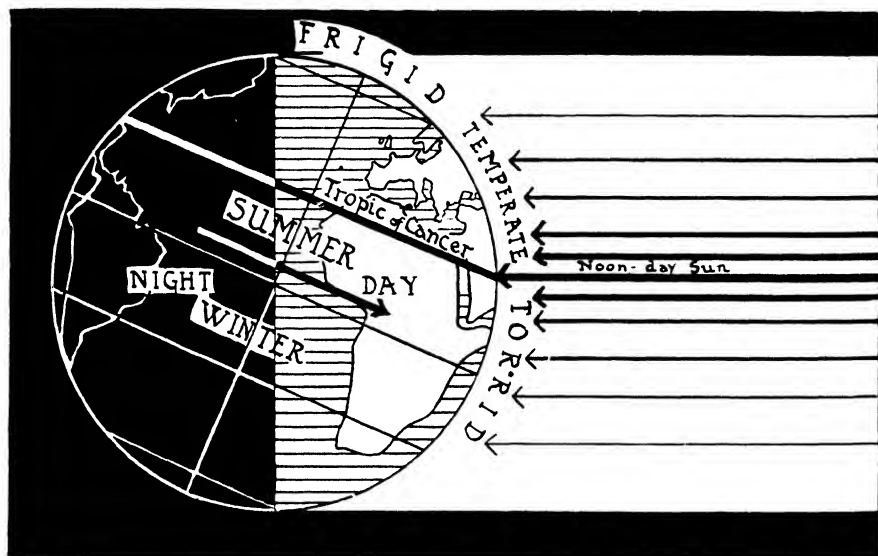 FRIGID
TEMPERATE
TORRID
Tropic of Cancer
SUMMER
Noon-day Sun
DAY
NIGHT
WINTER